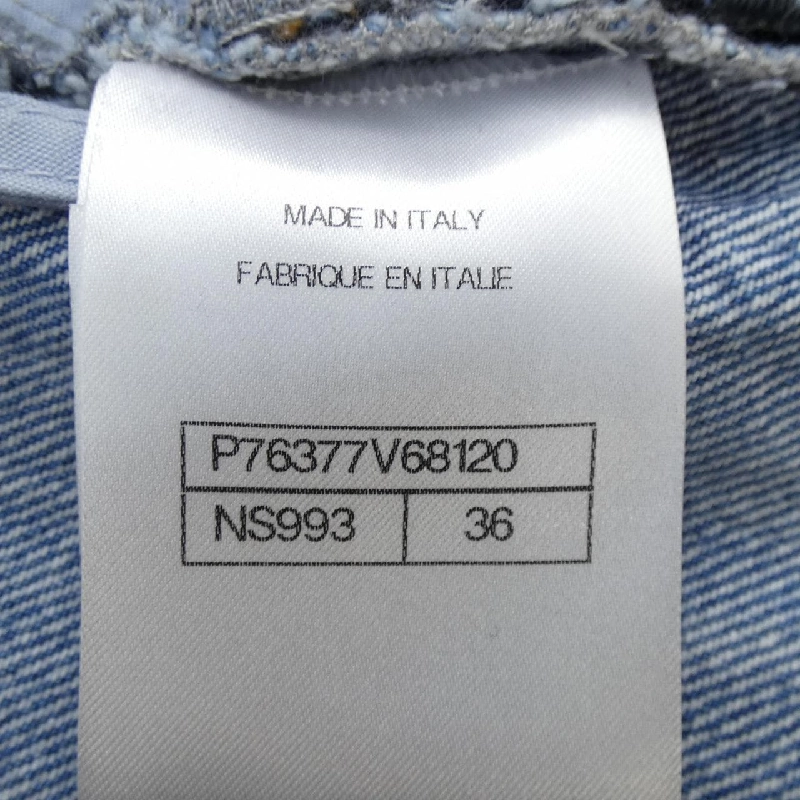 MADE IN ITALY
FABRIQUE EN ITALIE
P76377V68120
NS993 36